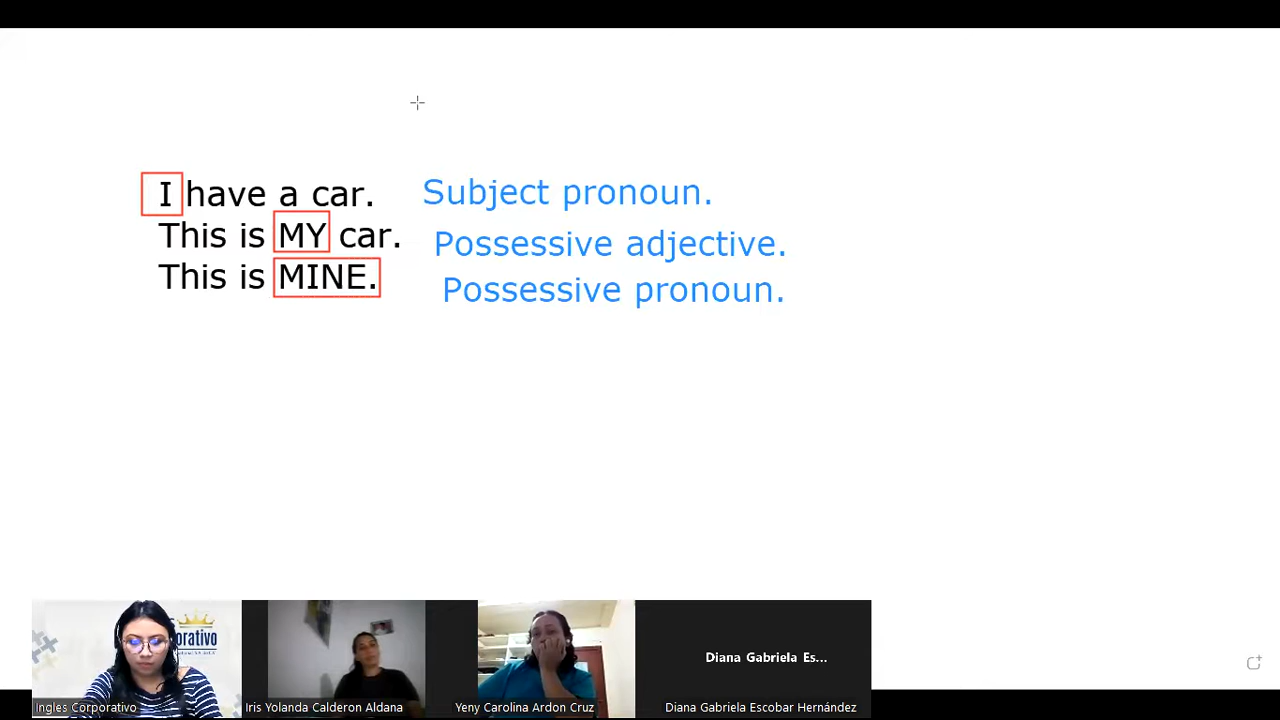 I have a car. Subject pronoun.
This is MY car. Possessive adjective.
This is MINE. Possessive pronoun.
orativo
Diana Gabriela Es...
Ingles Corporativo
Iris Yolanda Calderon Aldana
Yeny Carolina Ardon Cruz
Diana Gabriela Escobar Hernández